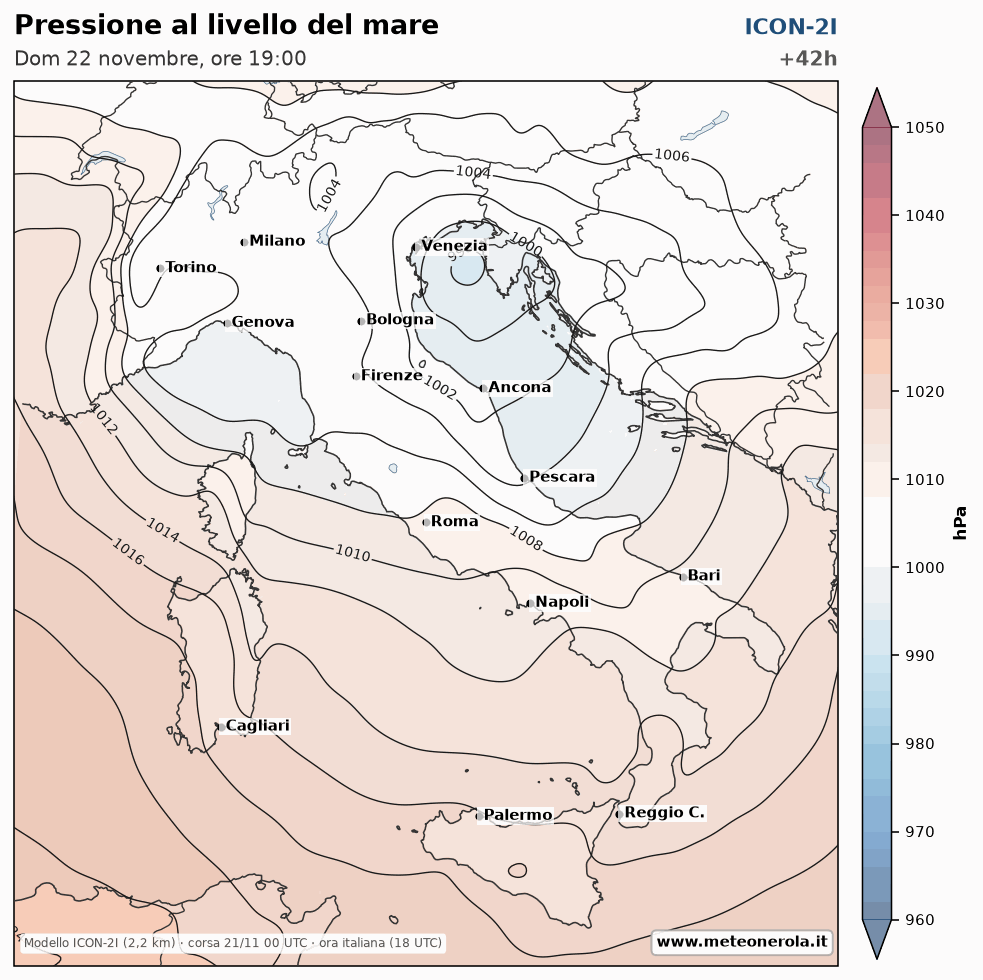 Pressione al livello del mare
ICON-2I
Dom 22 novembre, ore 19:00
+42h
1006
1004
1004
1000
Milano
Venezia
Torino
Genova
Bologna
Firenze
1002
Ancona
1012
Pescara
1014
Roma
1008
1016
1010
Bari
Napoli
Cagliari
Palermo
Reggio C.
Modello ICON-2I (2,2 km) · corsa 21/11 00 UTC · ora italiana (18 UTC)
www.meteonerola.it
1050
1040
1030
1020
1010
1000
990
980
970
960
hPa